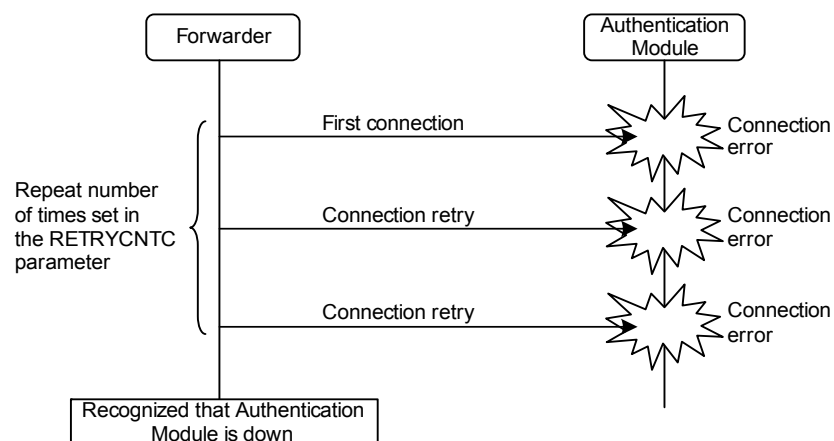 Forwarder
Authentication
Module
First connection
Connection
error
Repeat number
of times set in
the RETRYCNTC
parameter
Connection retry
Connection
error
Connection retry
Connection
error
Recognized that Authentication
Module is down